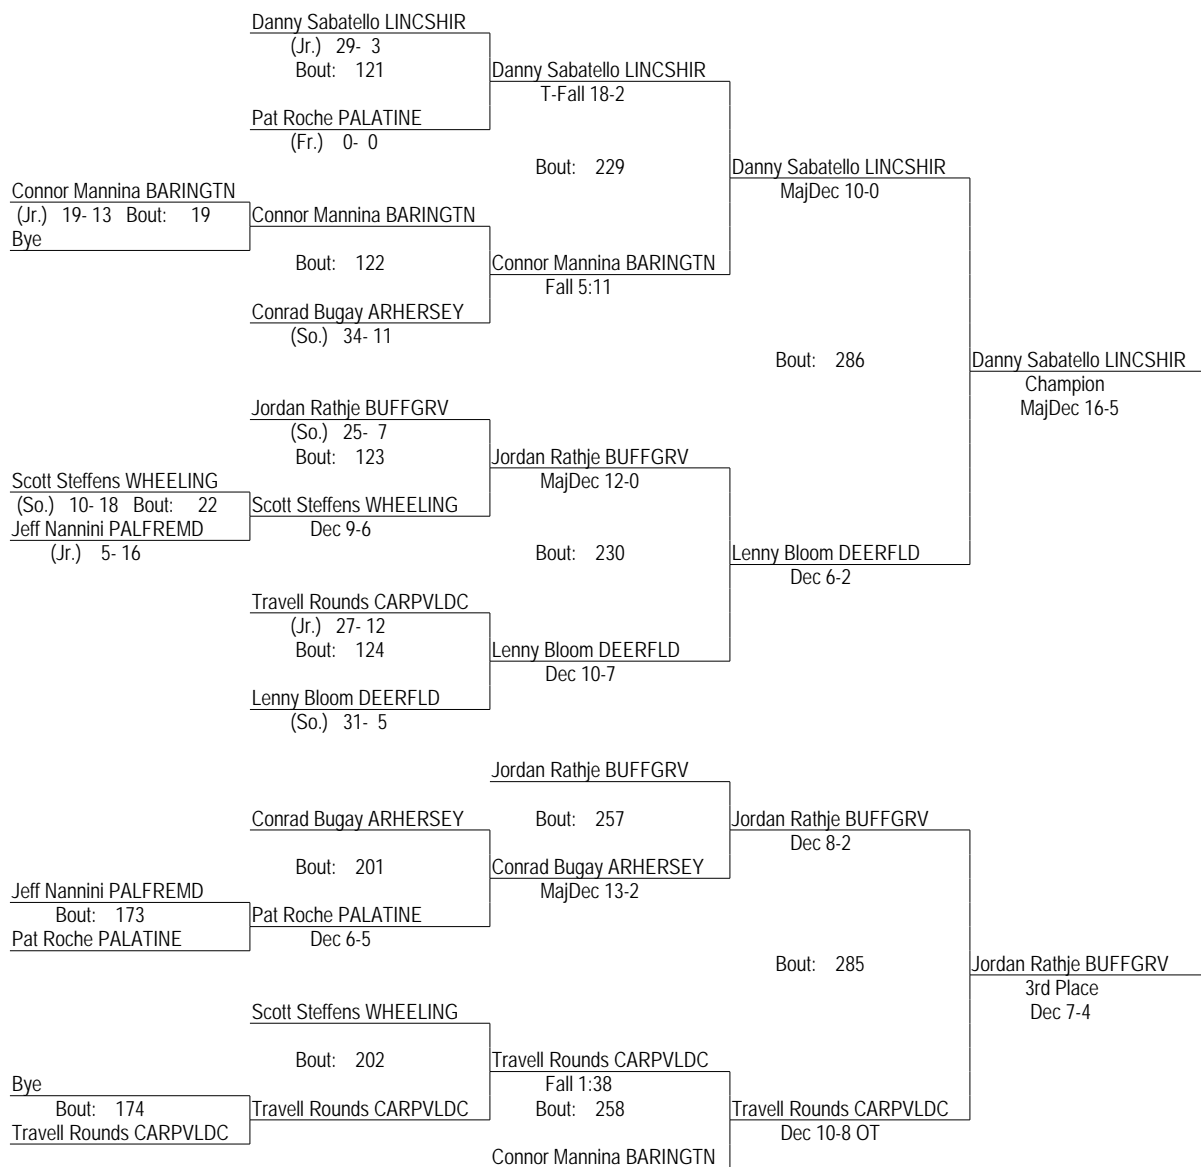 Danny Sabatello LINCSHIR
(Jr.) 29- 3
Bout: 121
Danny Sabatello LINCSHIR
T-Fall 18-2
Pat Roche PALATINE
(Fr.) 0- 0
Bout: 229
Danny Sabatello LINCSHIR
MajDec 10-0
Connor Mannina BARINGTN
(Jr.) 19- 13 Bout: 19
Bye
Connor Mannina BARINGTN
Bout: 122
Connor Mannina BARINGTN
Fall 5:11
Conrad Bugay ARHERSEY
(So.) 34- 11
Bout: 286
Danny Sabatello LINCSHIR
Champion
MajDec 16-5
Jordan Rathje BUFFGRV
(So.) 25- 7
Bout: 123
Jordan Rathje BUFFGRV
MajDec 12-0
Scott Steffens WHEELING
(So.) 10- 18 Bout: 22
Jeff Nannini PALFREMD
(Jr.) 5- 16
Scott Steffens WHEELING
Dec 9-6
Bout: 230
Lenny Bloom DEERFLD
Dec 6-2
Travell Rounds CARPVLDC
(Jr.) 27- 12
Bout: 124
Lenny Bloom DEERFLD
Dec 10-7
Lenny Bloom DEERFLD
(So.) 31- 5
Jordan Rathje BUFFGRV
Conrad Bugay ARHERSEY
Bout: 257
Jordan Rathje BUFFGRV
Dec 8-2
Bout: 201
Conrad Bugay ARHERSEY
MajDec 13-2
Jeff Nannini PALFREMD
Bout: 173
Pat Roche PALATINE
Pat Roche PALATINE
Dec 6-5
Bout: 285
Jordan Rathje BUFFGRV
3rd Place
Dec 7-4
Scott Steffens WHEELING
Bout: 202
Travell Rounds CARPVLDC
Fall 1:38
Bye
Bout: 174
Travell Rounds CARPVLDC
Travell Rounds CARPVLDC
Bout: 258
Travell Rounds CARPVLDC
Dec 10-8 OT
Connor Mannina BARINGTN